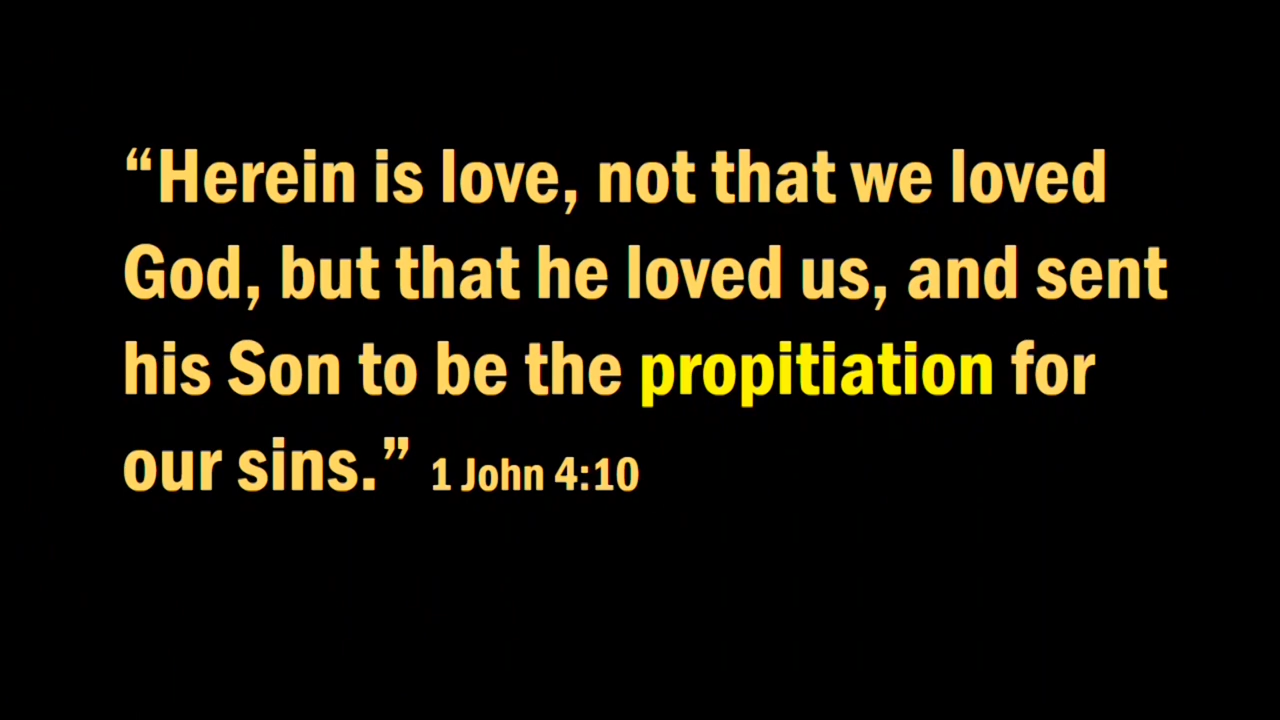 “Herein is love, not that we loved
God, but that he loved us, and sent
his Son to be the propitiation for
our sins.” 1 John 4:10